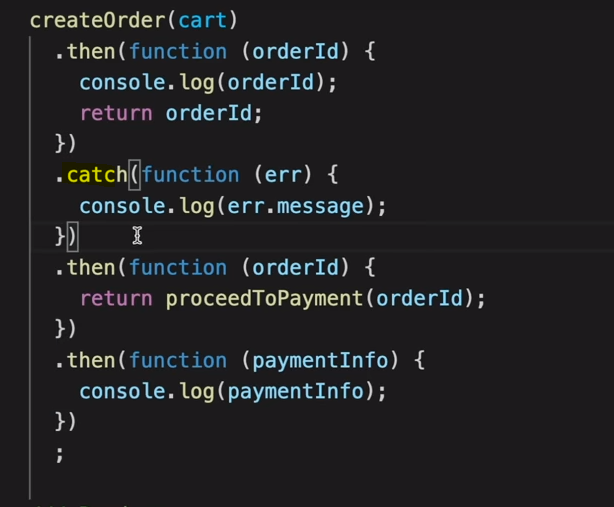 createOrder(cart)
.then(function (orderId) {
console.log(orderId);
return orderId;
})
.catch(function (err) {
console.log(err.message);
})
.then(function (orderId) {
return proceedToPayment(orderId);
})
.then(function (paymentInfo) {
console.log(paymentInfo);
})
;